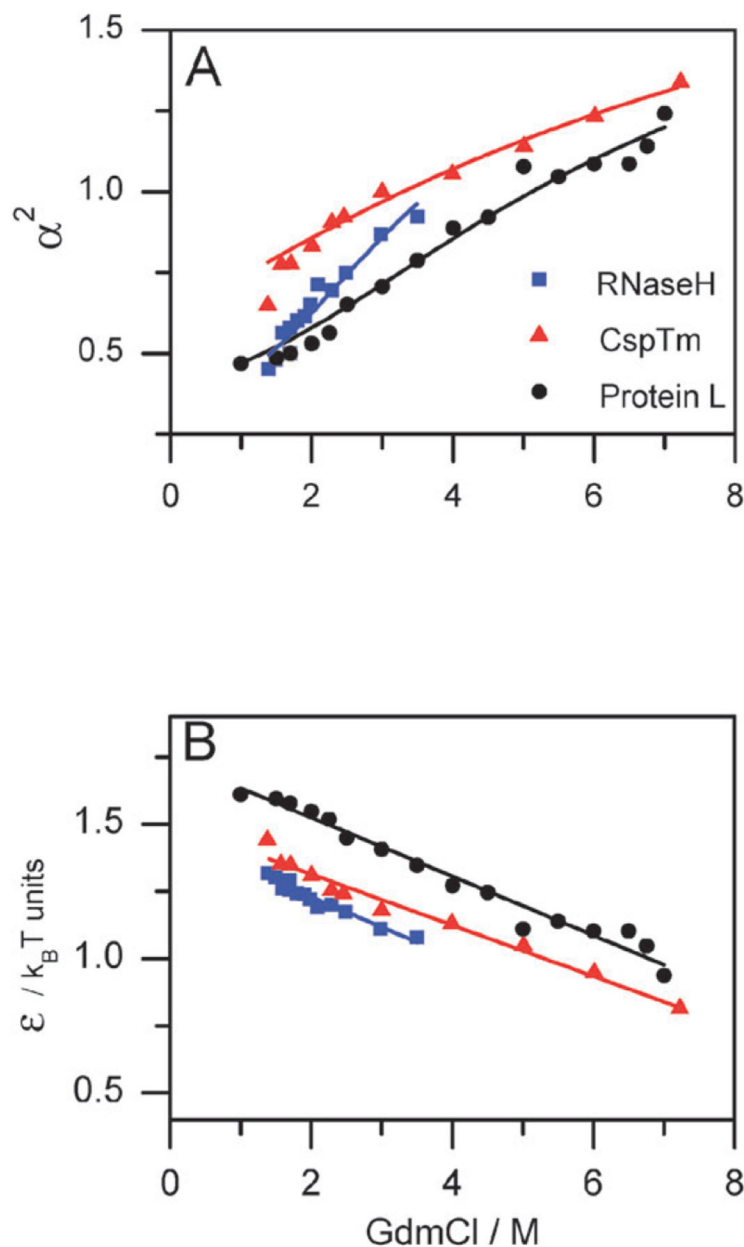 A
1.5
1.0
0.5
α²
RNaseH
CspTm
Protein L
0 2 4 6 8
B
1.5
1.0
0.5
ε / k_BT units
0 2 4 6 8
GdmCl / M